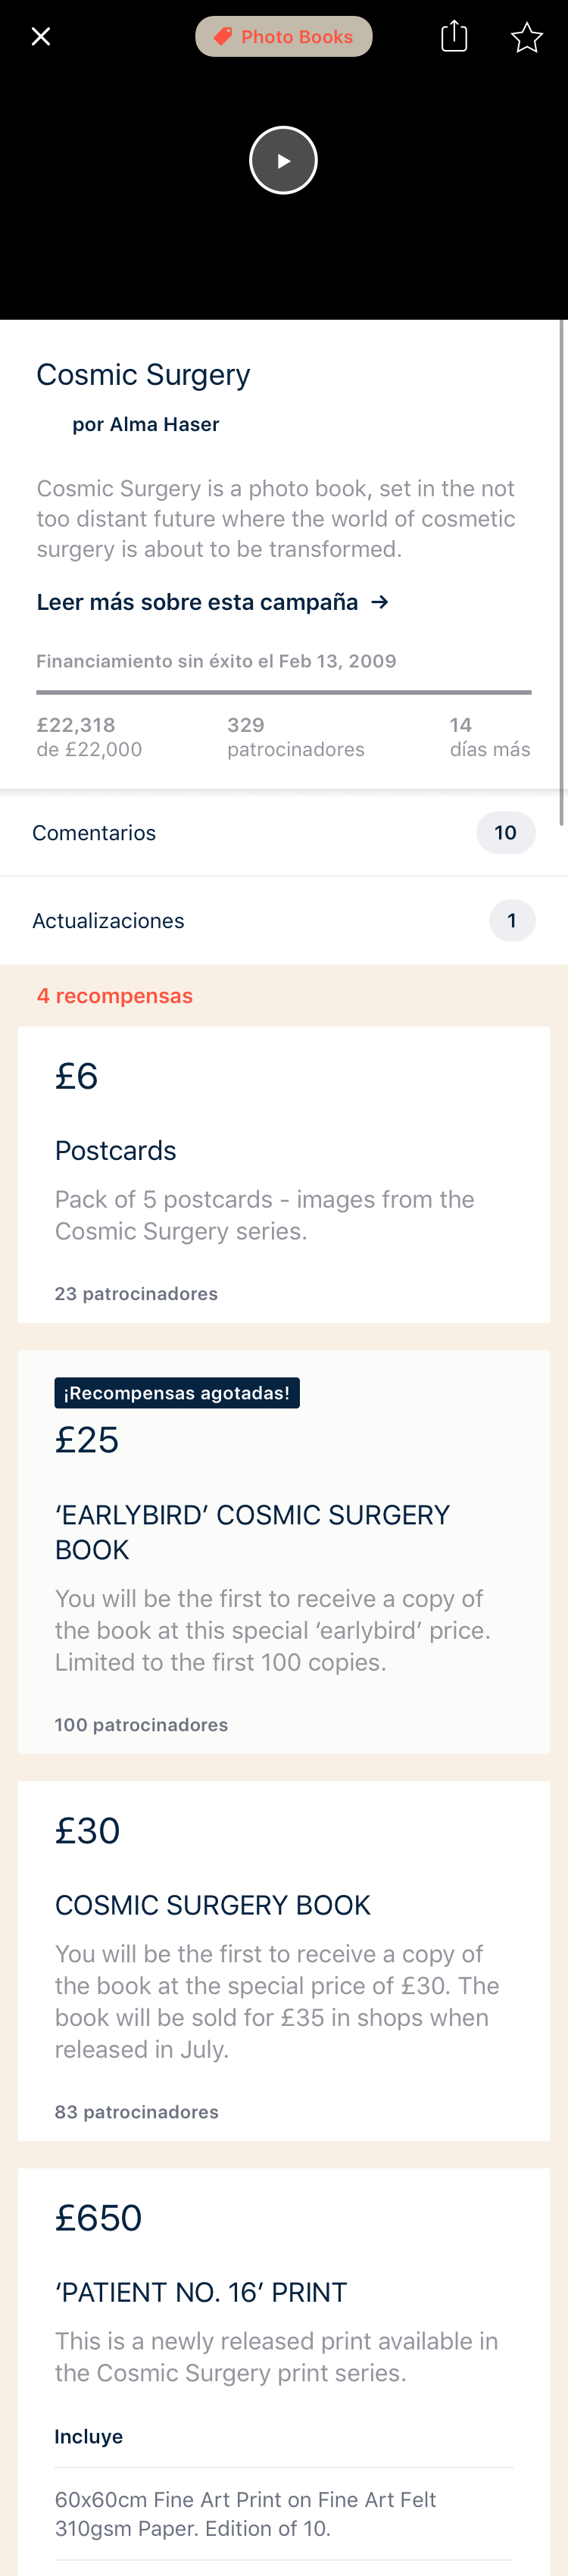 Photo Books
Cosmic Surgery
por Alma Haser
Cosmic Surgery is a photo book, set in the not
too distant future where the world of cosmetic
surgery is about to be transformed.
Leer más sobre esta campaña →
Financiamiento sin éxito el Feb 13, 2009
£22,318
de £22,000
329
patrocinadores
14
días más
Comentarios
10
Actualizaciones
1
4 recompensas
£6
Postcards
Pack of 5 postcards - images from the
Cosmic Surgery series.
23 patrocinadores
¡Recompensas agotadas!
£25
‘EARLYBIRD’ COSMIC SURGERY
BOOK
You will be the first to receive a copy of
the book at this special ‘earlybird’ price.
Limited to the first 100 copies.
100 patrocinadores
£30
COSMIC SURGERY BOOK
You will be the first to receive a copy of
the book at the special price of £30. The
book will be sold for £35 in shops when
released in July.
83 patrocinadores
£650
‘PATIENT NO. 16’ PRINT
This is a newly released print available in
the Cosmic Surgery print series.
Incluye
60x60cm Fine Art Print on Fine Art Felt
310gsm Paper. Edition of 10.